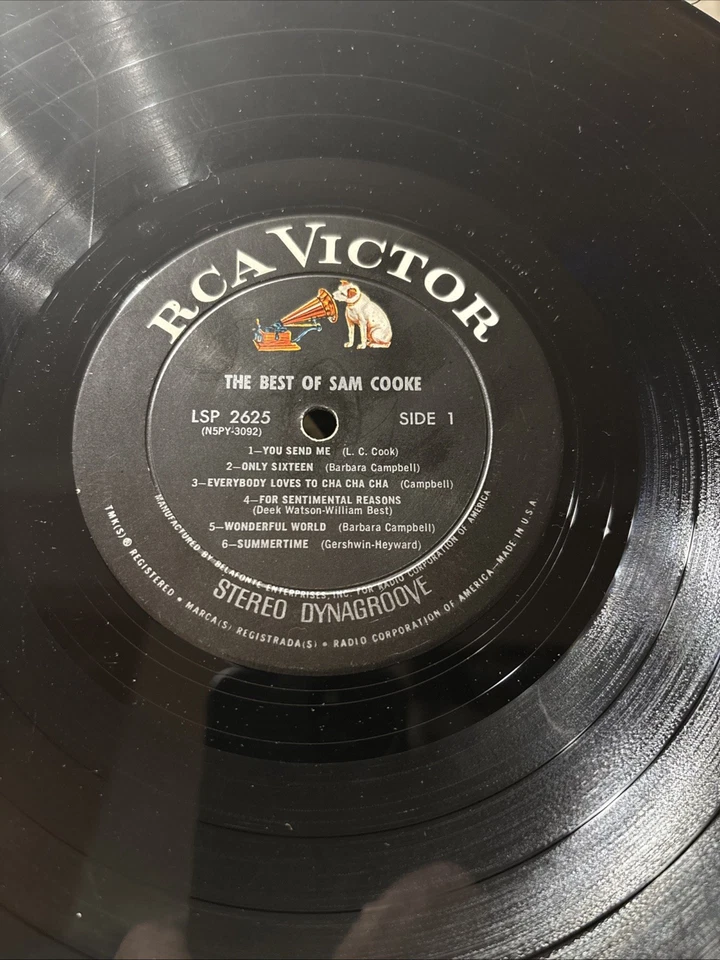 RCA VICTOR
THE BEST OF SAM COOKE
LSP 2625 SIDE 1
(N5PY-3092)
1—YOU SEND ME (L. C. Cook)
2—ONLY SIXTEEN (Barbara Campbell)
3—EVERYBODY LOVES TO CHA CHA CHA (Campbell)
4—FOR SENTIMENTAL REASONS
(Deek Watson-William Best)
5—WONDERFUL WORLD (Barbara Campbell)
6—SUMMERTIME (Gershwin-Heyward)
MANUFACTURED BY BELAFONTE ENTERPRISES, INC. FOR RADIO CORPORATION OF AMERICA
STEREO DYNAGROOVE
TMK(S) ® REGISTERED • MARCA(S) REGISTRADA(S) • RADIO CORPORATION OF AMERICA—MADE IN U.S.A.